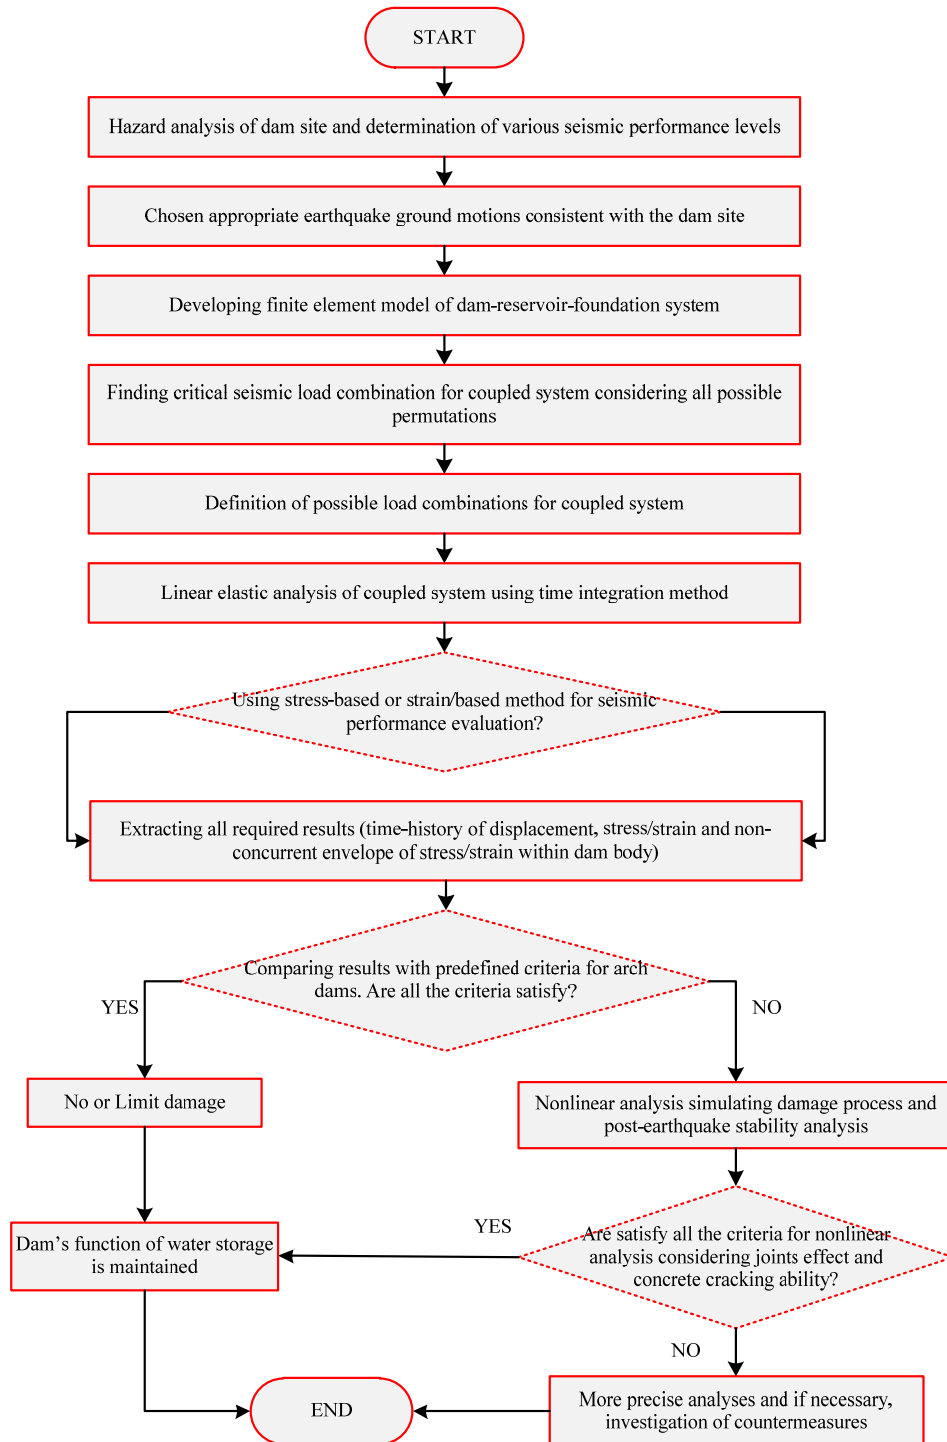 START
Hazard analysis of dam site and determination of various seismic performance levels
Chosen appropriate earthquake ground motions consistent with the dam site
Developing finite element model of dam-reservoir-foundation system
Finding critical seismic load combination for coupled system considering all possible
permutations
Definition of possible load combinations for coupled system
Linear elastic analysis of coupled system using time integration method
Using stress-based or strain/based method for seismic
performance evaluation?
Extracting all required results (time-history of displacement, stress/strain and non-
concurrent envelope of stress/strain within dam body)
Comparing results with predefined criteria for arch
dams. Are all the criteria satisfy?
YES
NO
No or Limit damage
Nonlinear analysis simulating damage process and
post-earthquake stability analysis
YES
Are satisfy all the criteria for nonlinear
analysis considering joints effect and
concrete cracking ability?
Dam's function of water storage
is maintained
NO
More precise analyses and if necessary,
investigation of countermeasures
END